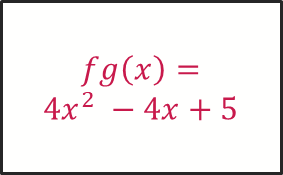 fg(x) =
4x² − 4x + 5